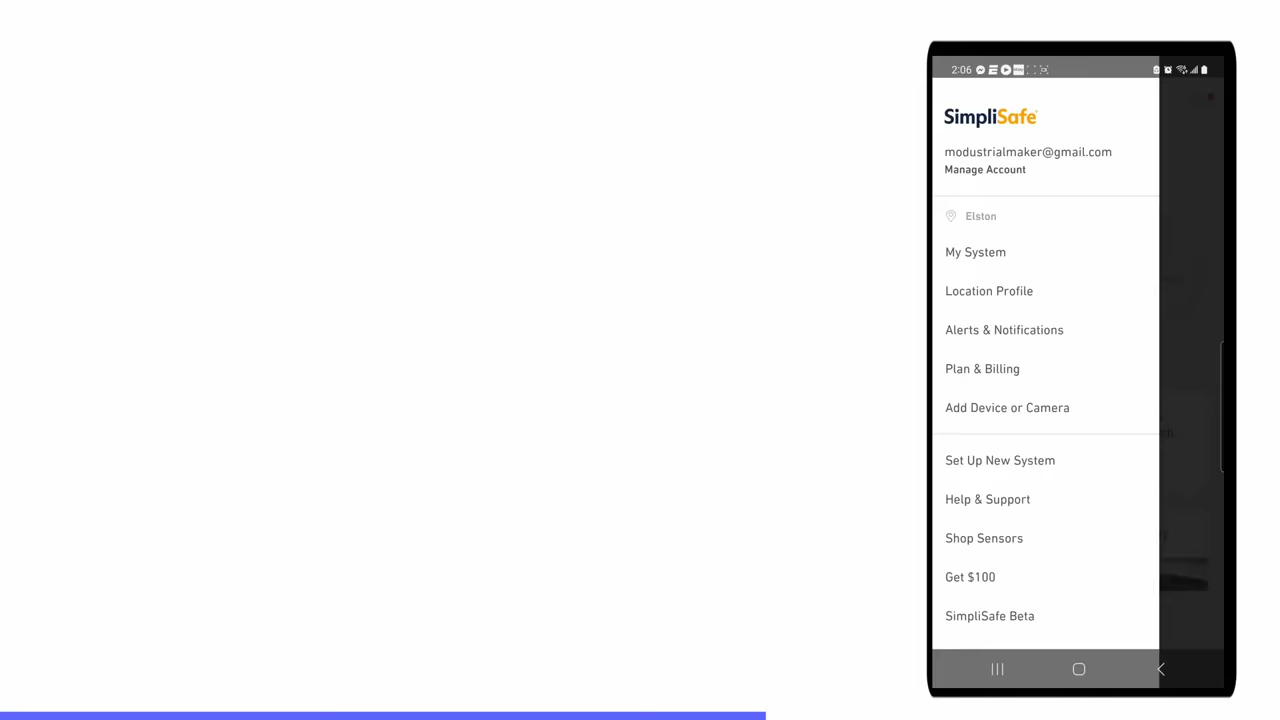 2:06
SimpliSafe
modustrialmaker@gmail.com
Manage Account
Elston
My System
Location Profile
Alerts & Notifications
Plan & Billing
Add Device or Camera
Set Up New System
Help & Support
Shop Sensors
Get $100
SimpliSafe Beta